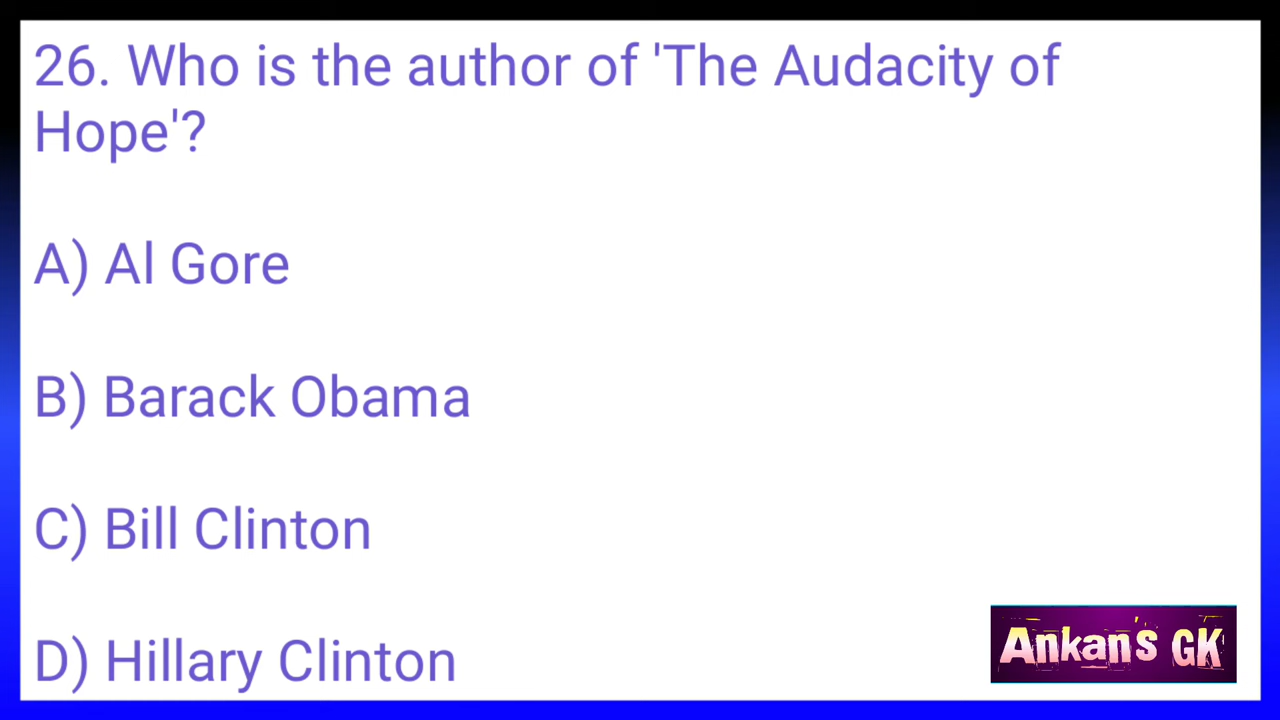 26. Who is the author of 'The Audacity of
Hope'?
A) Al Gore
B) Barack Obama
C) Bill Clinton
D) Hillary Clinton
Ankan's GK